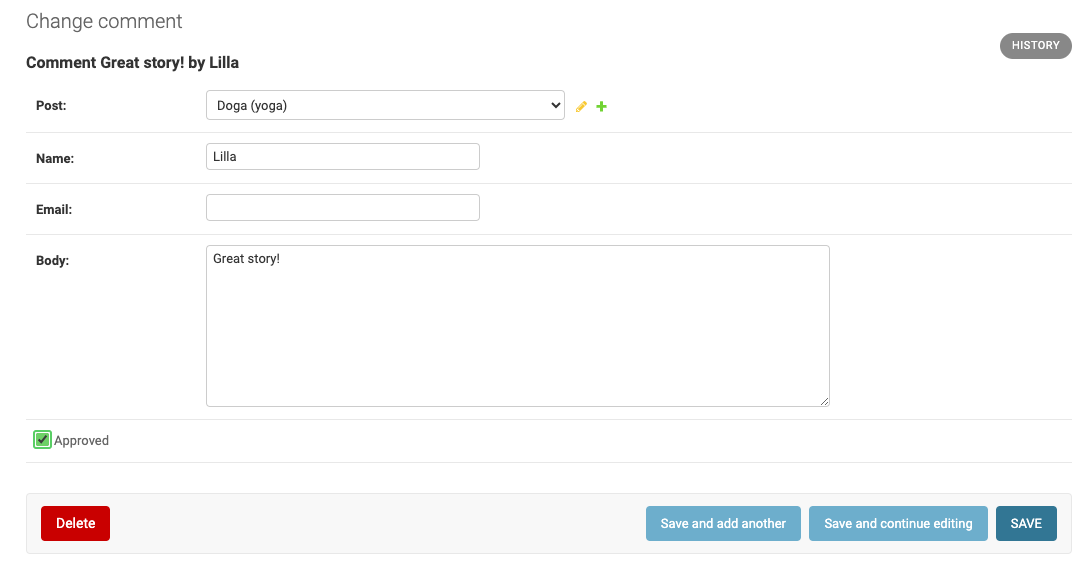 Change comment
HISTORY
Comment Great story! by Lilla
Post:
Doga (yoga)
Name:
Lilla
Email:
Body:
Great story!
Approved
Delete
Save and add another
Save and continue editing
SAVE